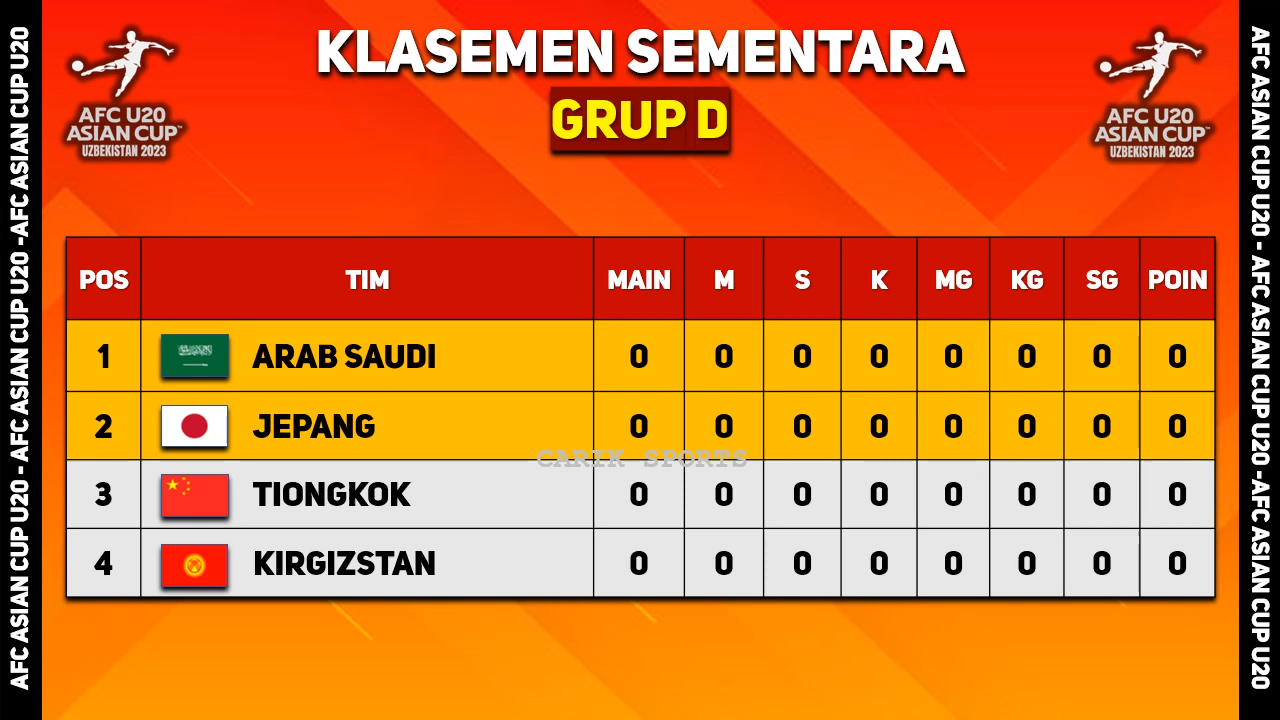 KLASEMEN SEMENTARA
GRUP D
AFC U20
ASIAN CUP™
UZBEKISTAN 2023
AFC U20
ASIAN CUP™
UZBEKISTAN 2023
POS TIM MAIN M S K MG KG SG POIN
1 ARAB SAUDI 0 0 0 0 0 0 0 0
2 JEPANG 0 0 0 0 0 0 0 0
CARIK SPORTS
3 TIONGKOK 0 0 0 0 0 0 0 0
4 KIRGIZSTAN 0 0 0 0 0 0 0 0
AFC ASIAN CUP U20 - AFC ASIAN CUP U20 -AFC ASIAN CUP U20
AFC ASIAN CUP U20 - AFC ASIAN CUP U20 -AFC ASIAN CUP U20